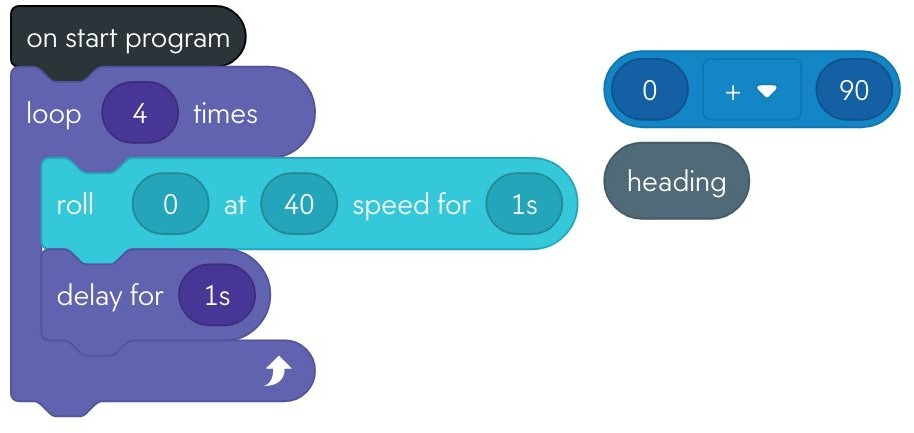 on start program
loop 4 times
0 + 90
roll 0 at 40 speed for 1s
heading
delay for 1s